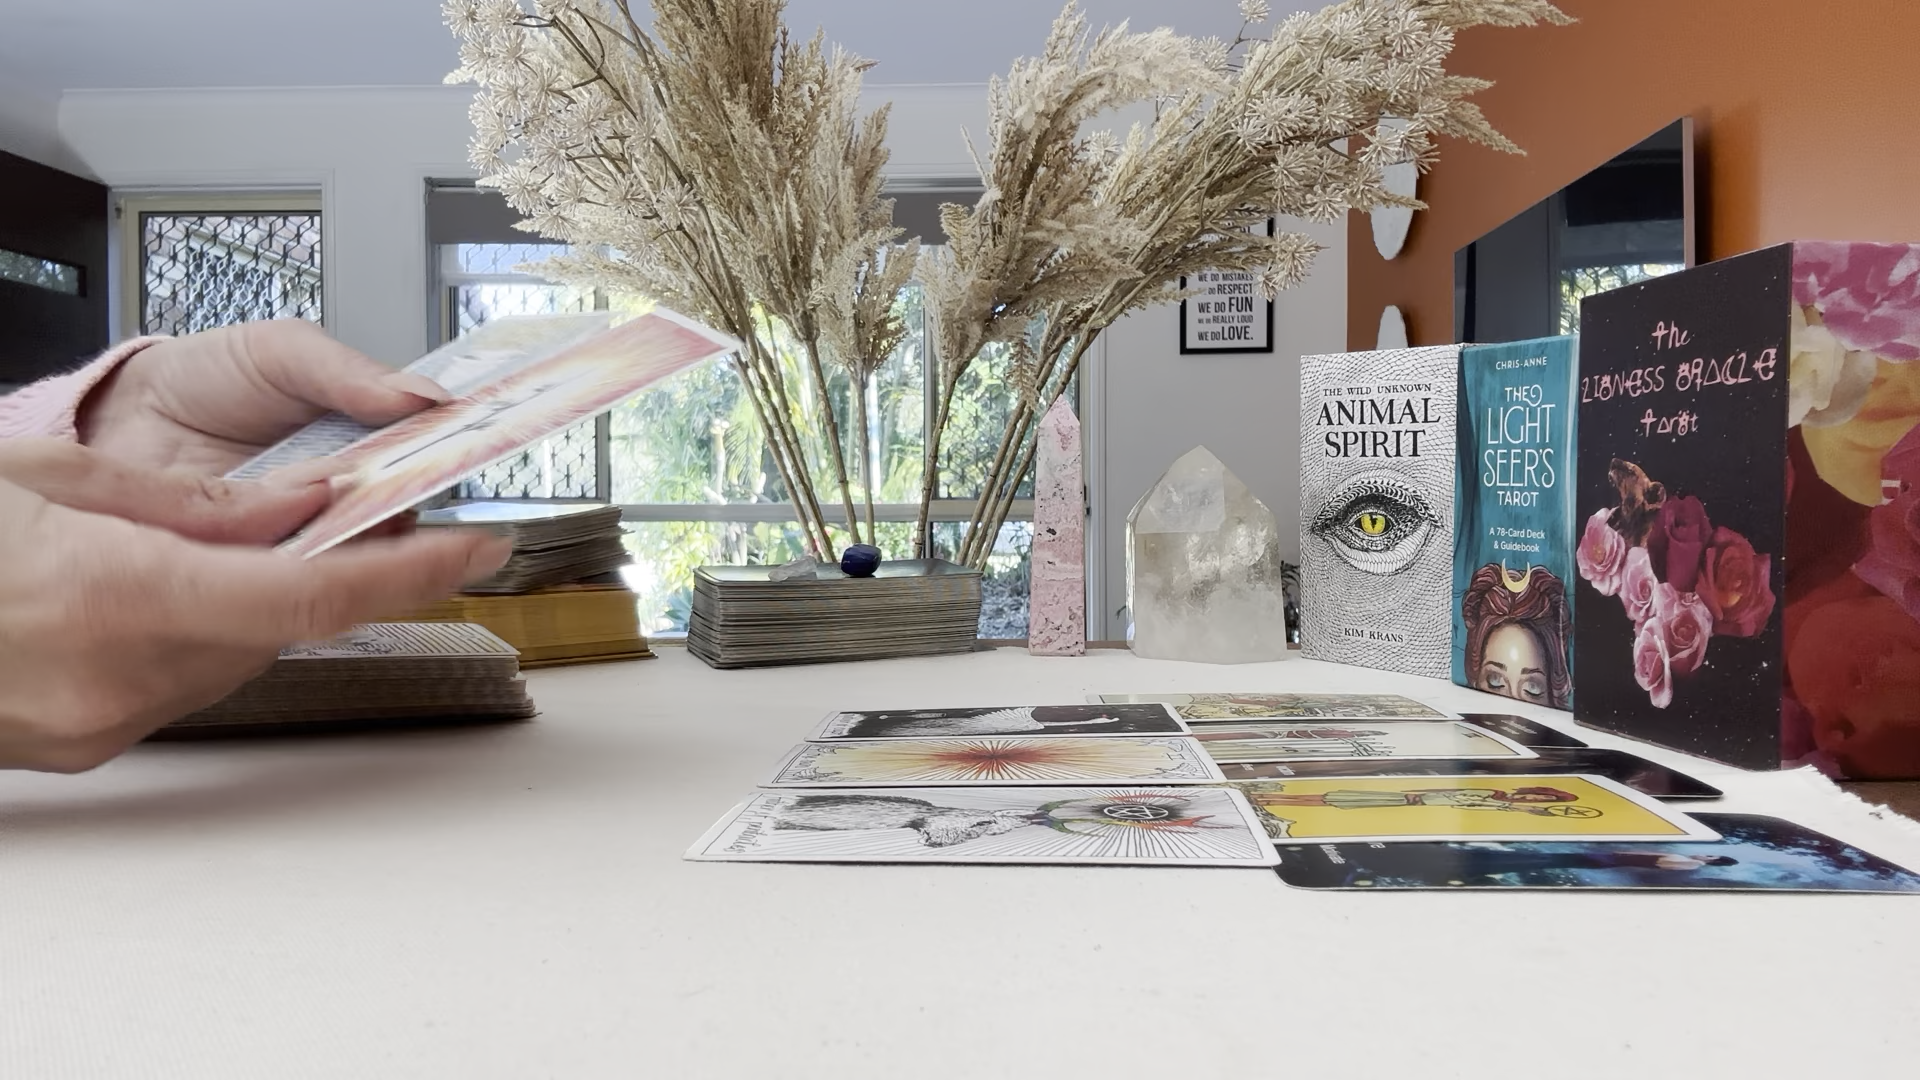 WE DO MISTAKES
WE DO RESPECT
WE DO FUN
WE DO REALLY LOUD
WE DO LOVE.
THE WILD UNKNOWN
ANIMAL
SPIRIT
KIM KRANS
CHRIS-ANNE
THE
LIGHT
SEER'S
TAROT
A 78-Card Deck
& Guidebook
The
LIONESS ORACLE
Tarot